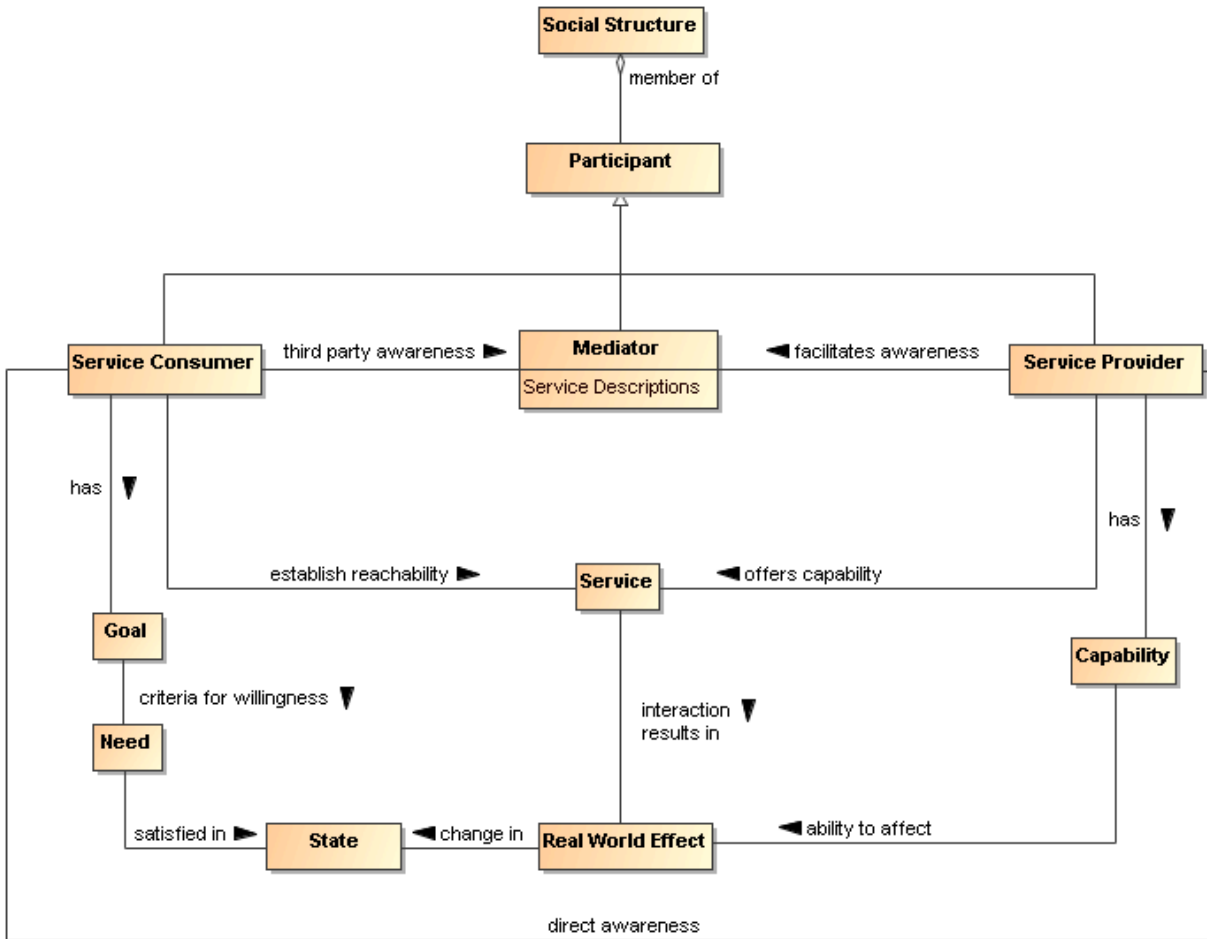 Social Structure
member of
Participant
Service Consumer
third party awareness
Mediator
Service Descriptions
facilitates awareness
Service Provider
has
has
establish reachability
Service
offers capability
Goal
Capability
criteria for willingness
interaction
results in
Need
satisfied in
State
change in
Real World Effect
ability to affect
direct awareness